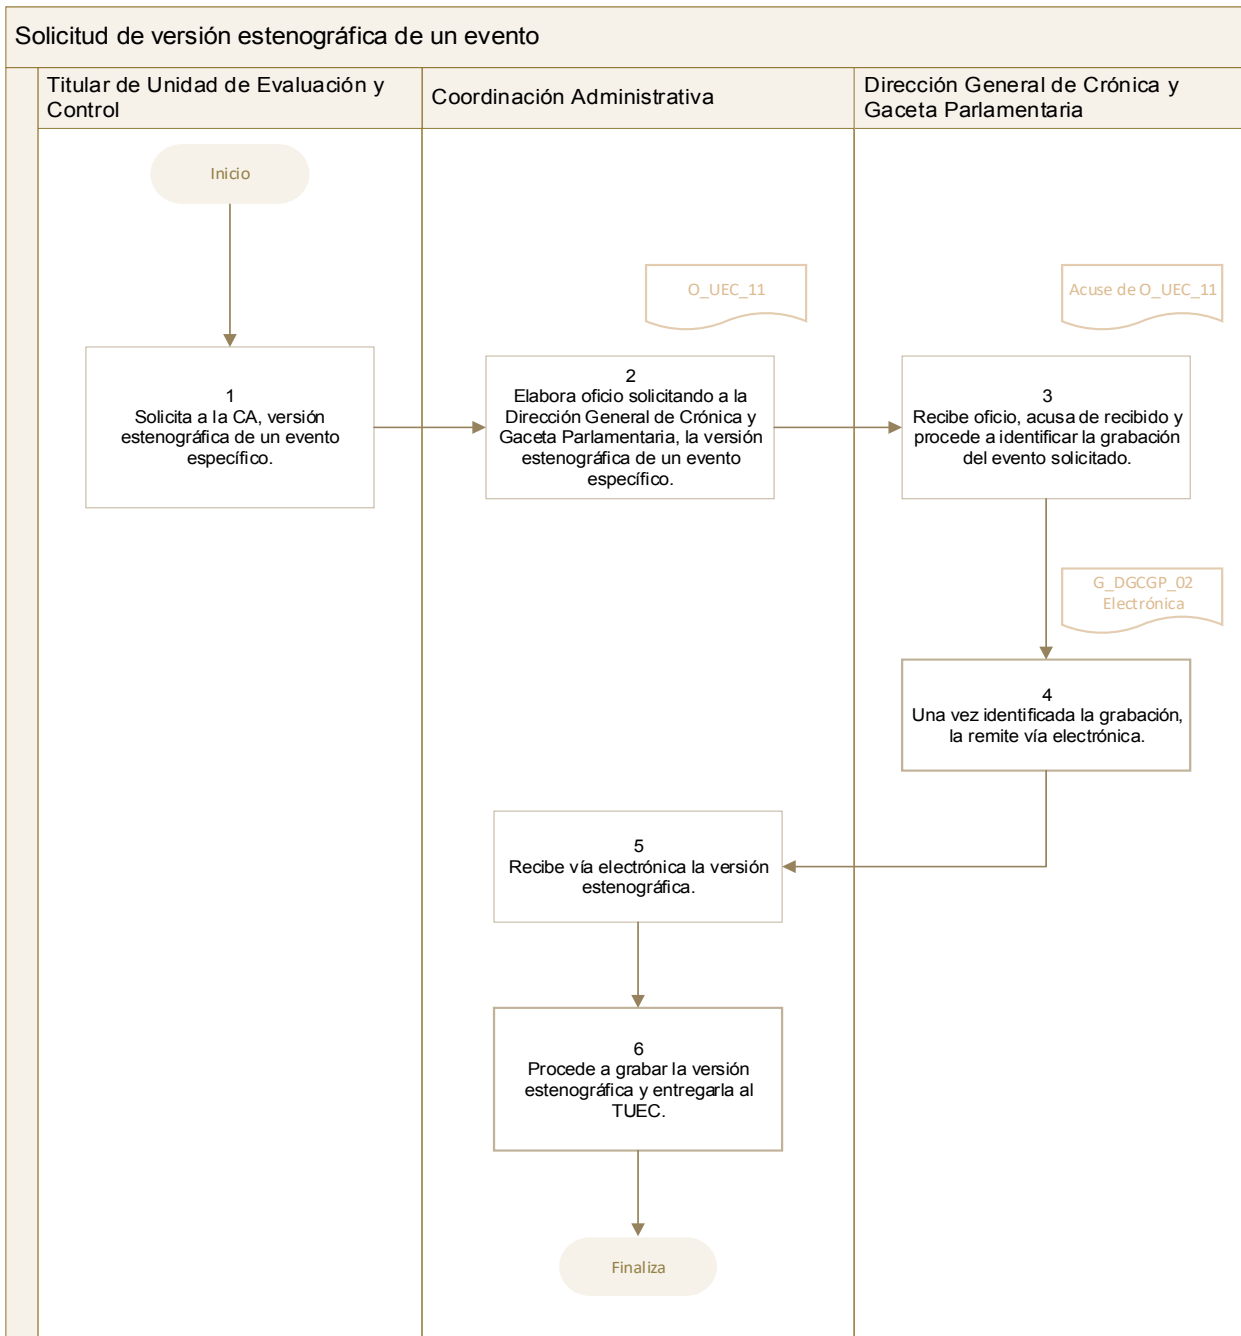 Solicitud de versión estenográfica de un evento
Titular de Unidad de Evaluación y
Control
Coordinación Administrativa
Dirección General de Crónica y
Gaceta Parlamentaria
Inicio
O_UEC_11
Acuse de O_UEC_11
1
Solicita a la CA, versión
estenográfica de un evento
específico.
2
Elabora oficio solicitando a la
Dirección General de Crónica y
Gaceta Parlamentaria, la versión
estenográfica de un evento
específico.
3
Recibe oficio, acusa de recibido y
procede a identificar la grabación
del evento solicitado.
G_DGCGP_02
Electrónica
4
Una vez identificada la grabación,
la remite vía electrónica.
5
Recibe vía electrónica la versión
estenográfica.
6
Procede a grabar la versión
estenográfica y entregarla al
TUEC.
Finaliza